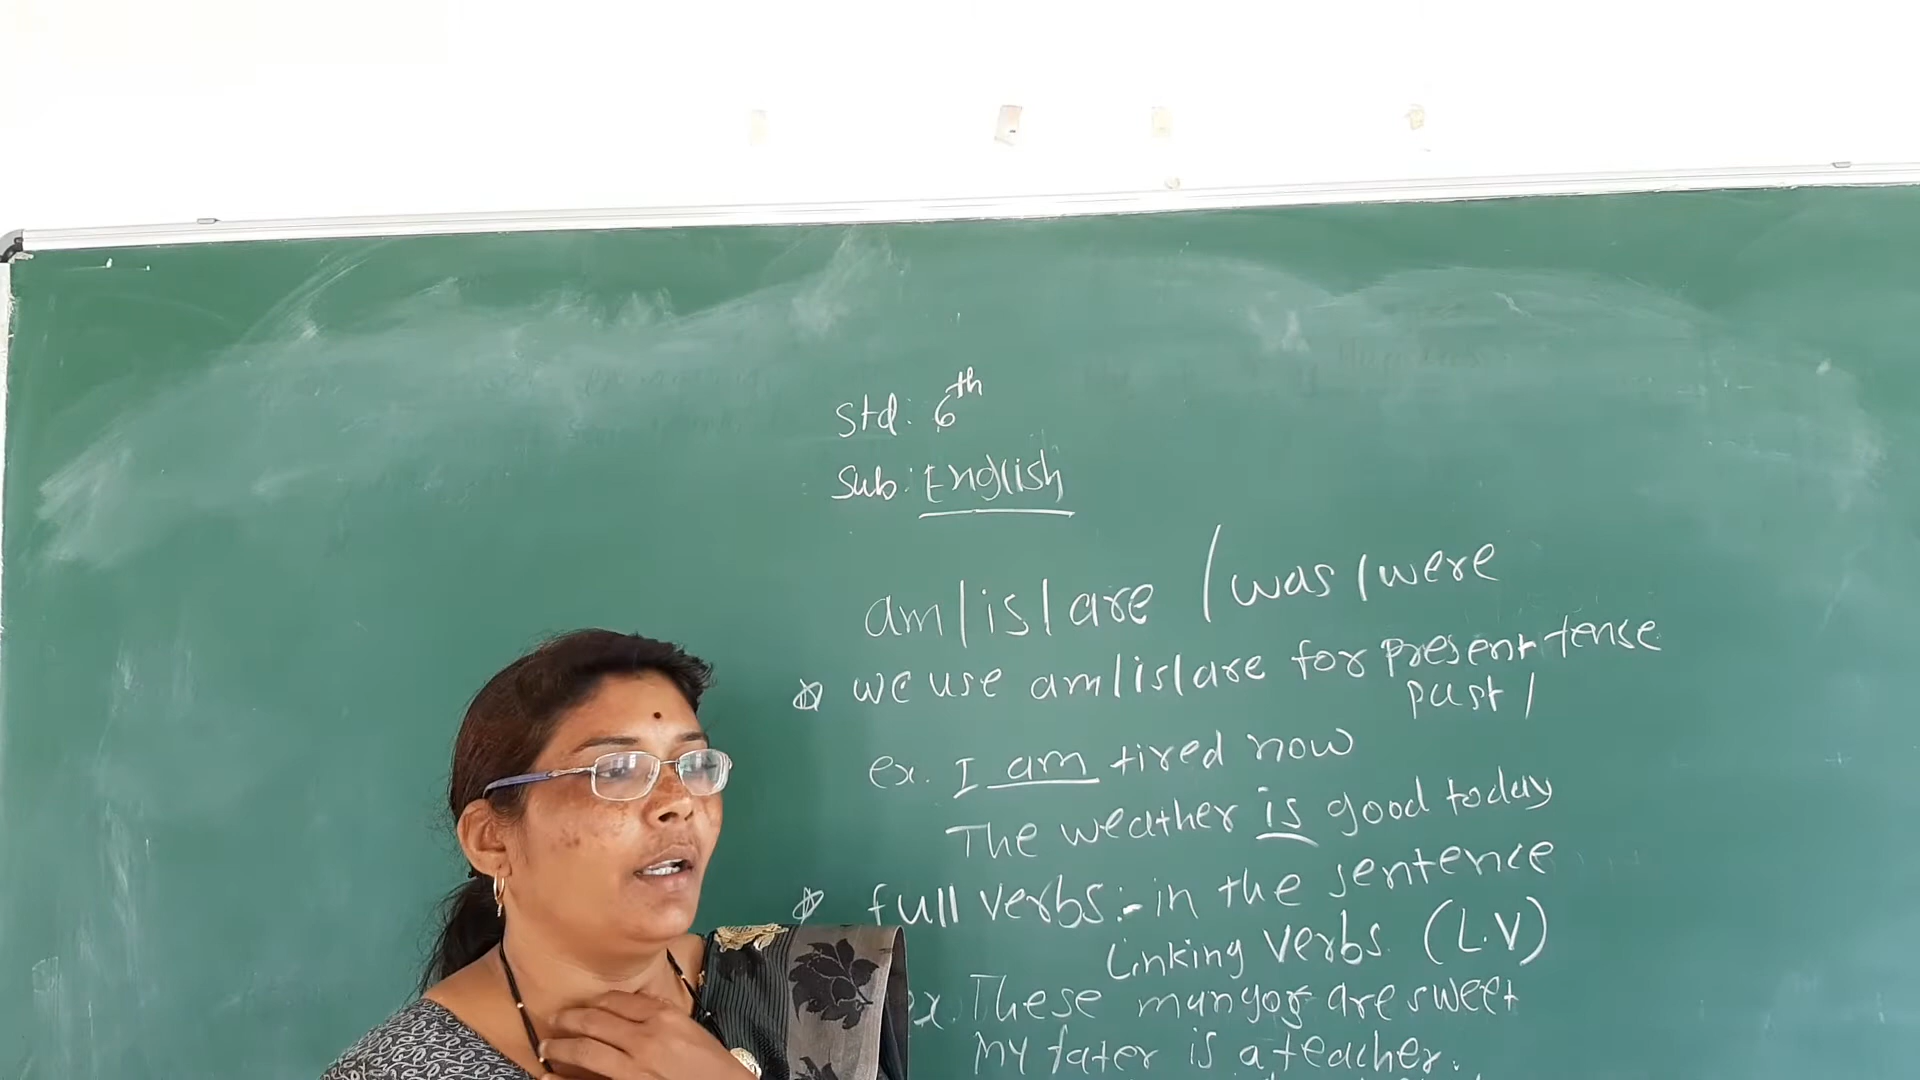 Std: 6th
Sub: English
am/is/are /was/were
we use am/is/are for present tense
past /
ex. I am tired now
The weather is good today
full verbs:- in the sentence
Linking verbs. (L.V)
ex. These mangos are sweet
My fater is a teacher.